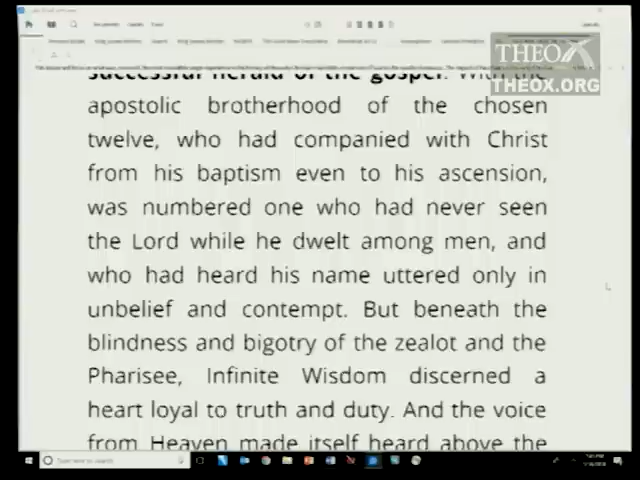 THEOX
THEOX.ORG
successful herald of the gospel. With the
apostolic brotherhood of the chosen
twelve, who had companied with Christ
from his baptism even to his ascension,
was numbered one who had never seen
the Lord while he dwelt among men, and
who had heard his name uttered only in
unbelief and contempt. But beneath the
blindness and bigotry of the zealot and the
Pharisee, Infinite Wisdom discerned a
heart loyal to truth and duty. And the voice
from Heaven made itself heard above the
Type here to search